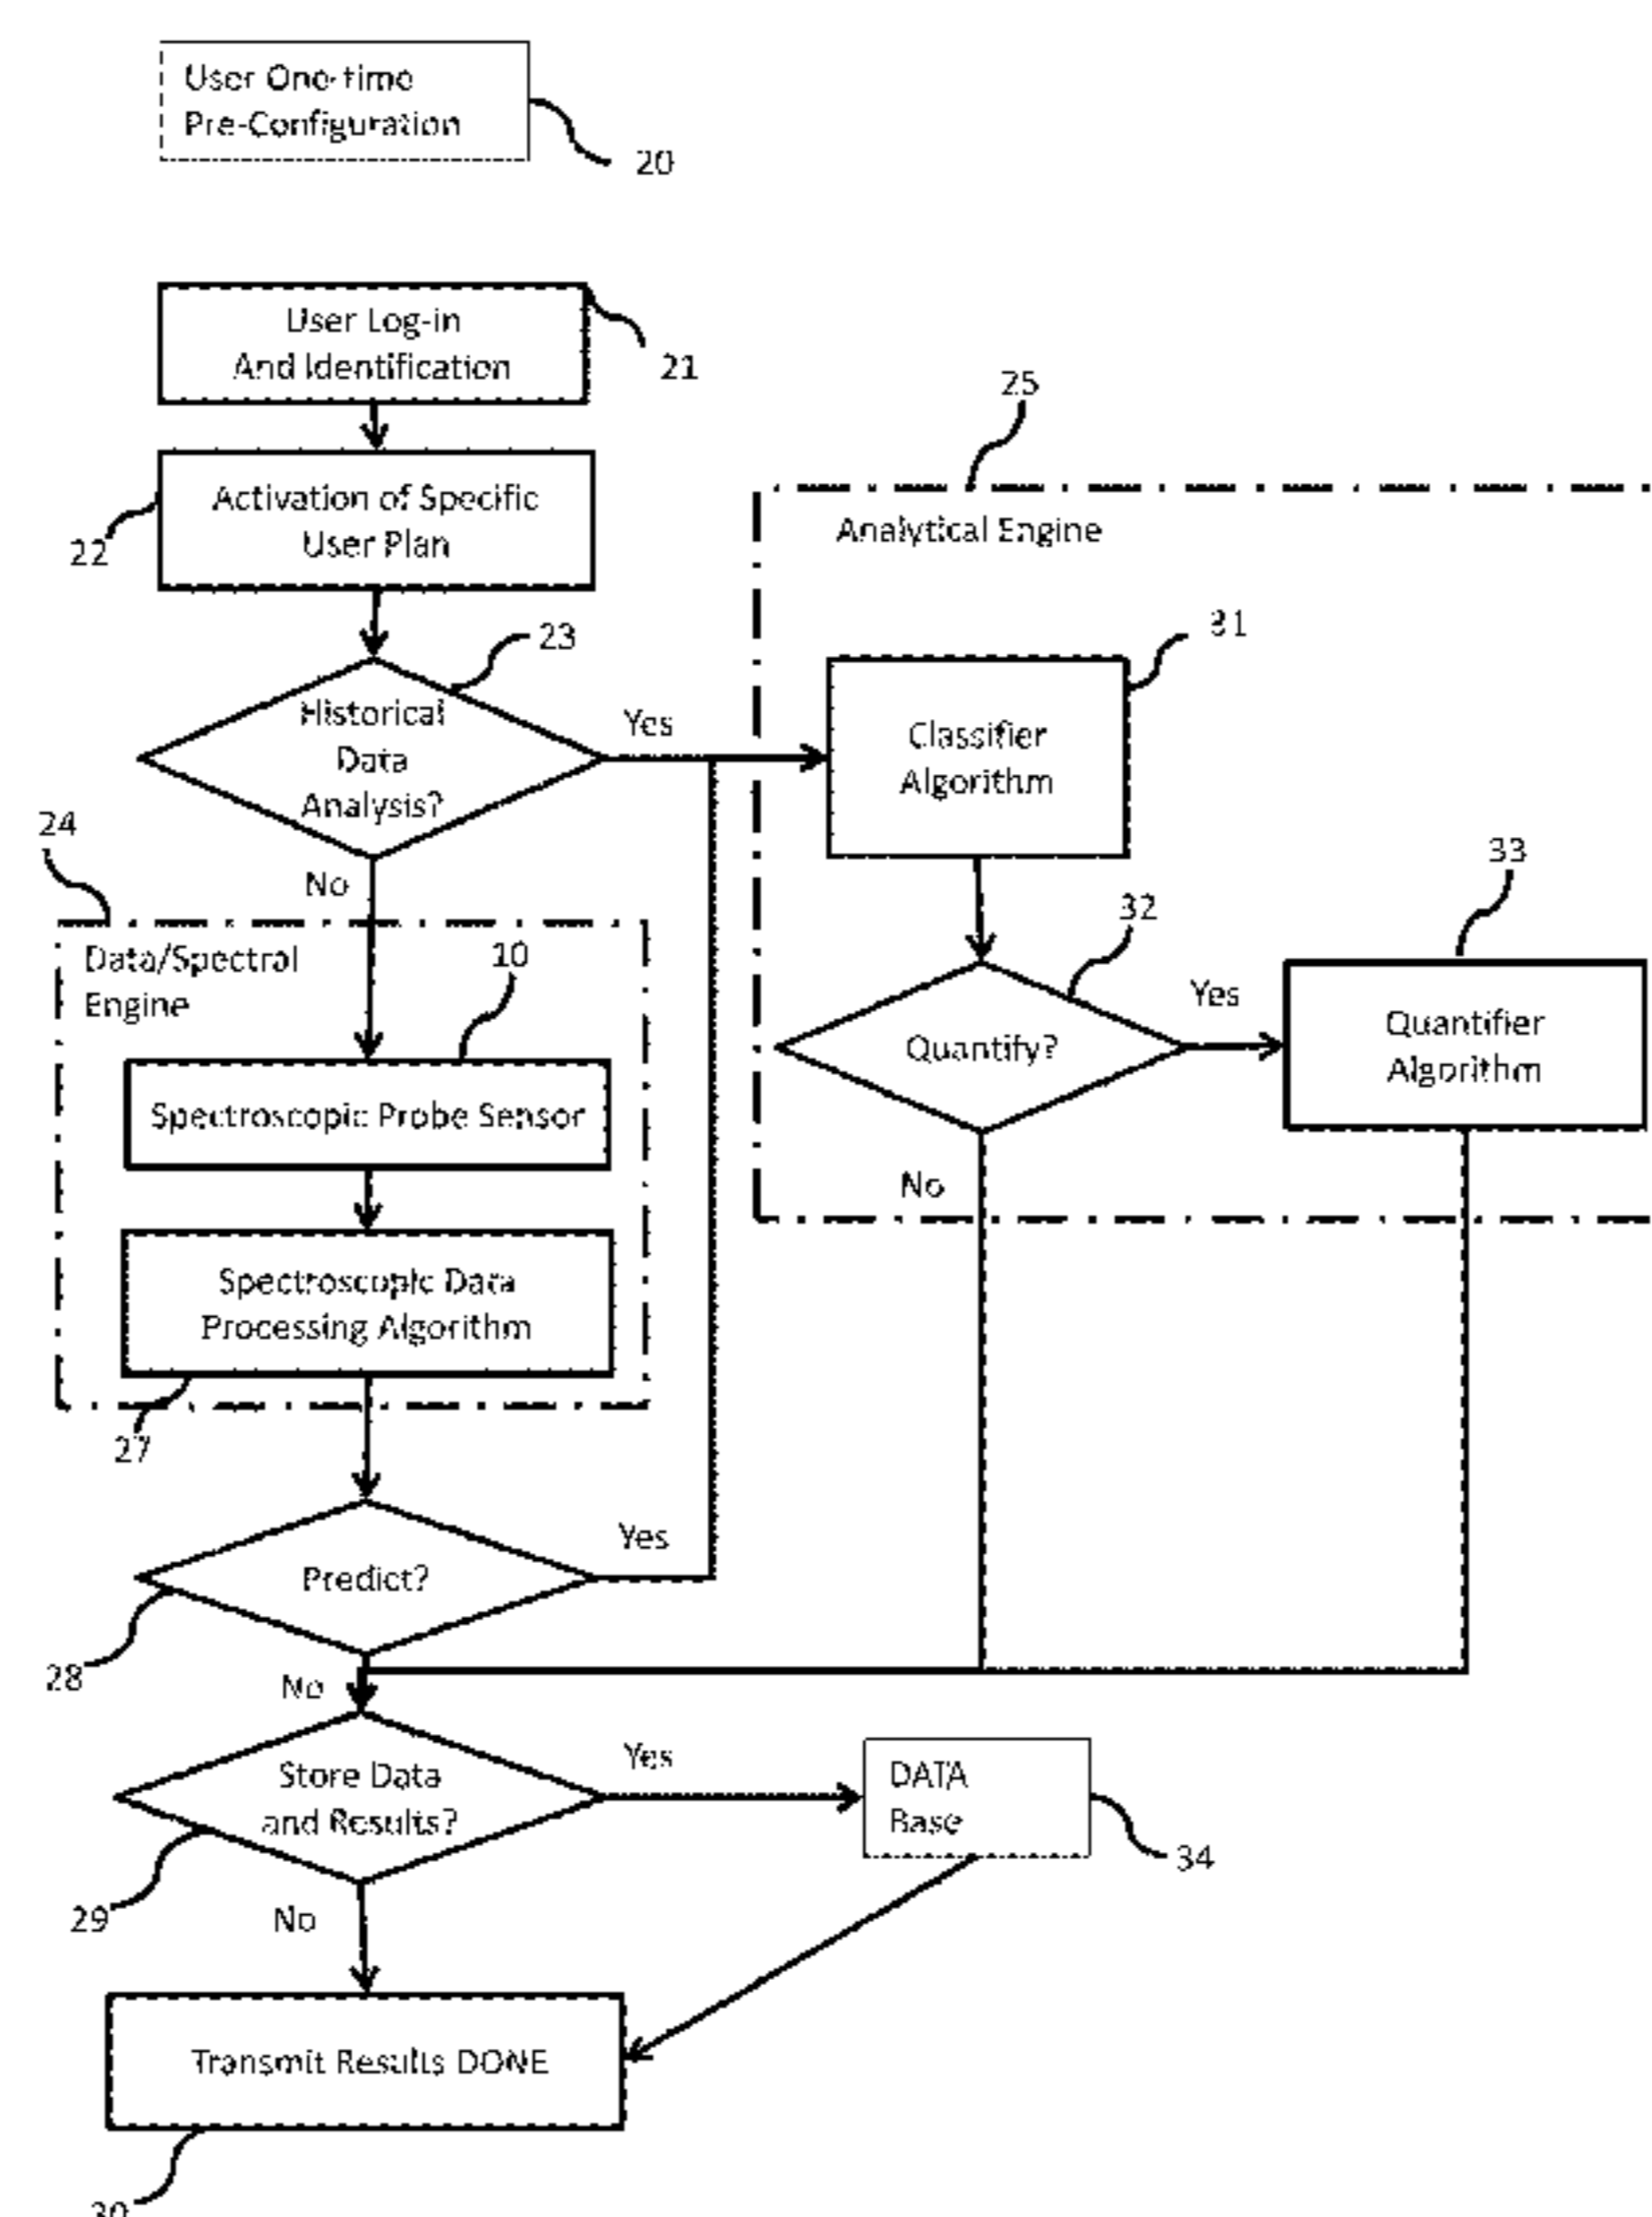 User One-time
Pre-Configuration
20
User Log-in
And Identification
21
Activation of Specific
User Plan
22
25
Analytical Engine
23
Historical
Data
Analysis?
Yes
No
31
Classifier
Algorithm
24
Data/Spectral
Engine
10
Spectroscopic Probe Sensor
32
Quantify?
Yes
No
33
Quantifier
Algorithm
Spectroscopic Data
Processing Algorithm
27
Predict?
Yes
28
No
Store Data
and Results?
Yes
29
No
DATA
Base
34
Transmit Results DONE
30